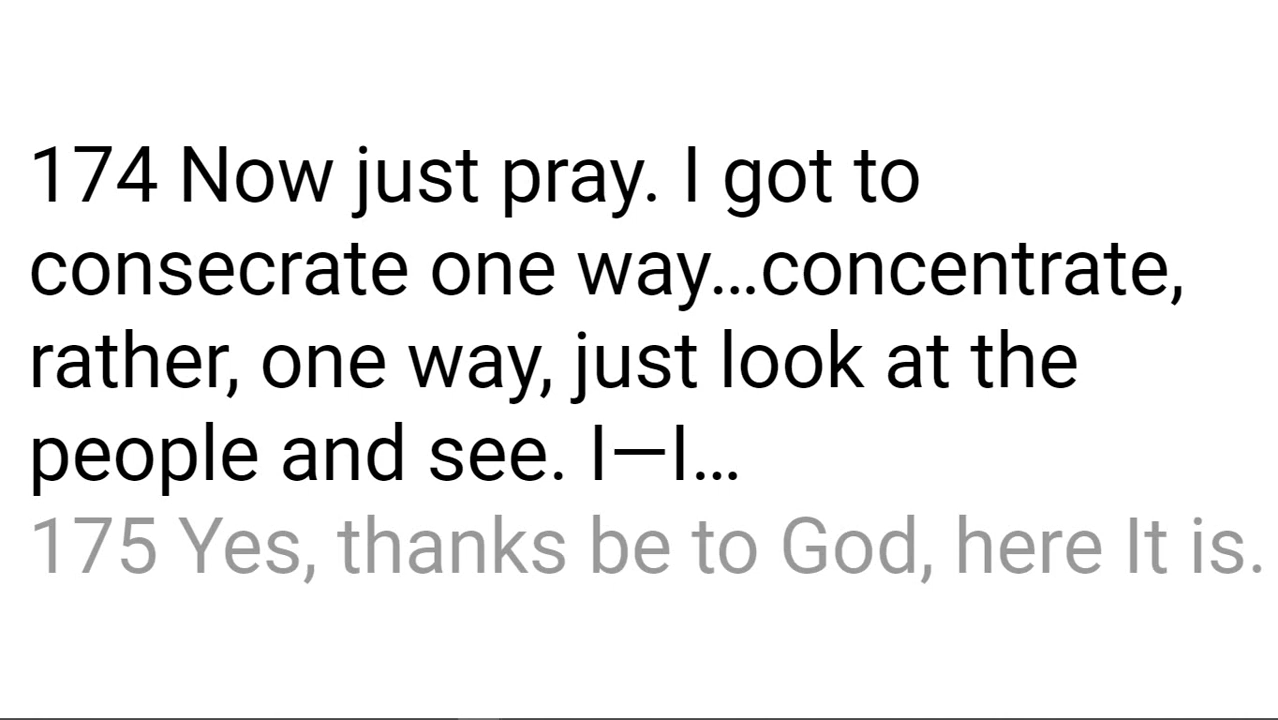 174 Now just pray. I got to
consecrate one way…concentrate,
rather, one way, just look at the
people and see. I—I…
175 Yes, thanks be to God, here It is.